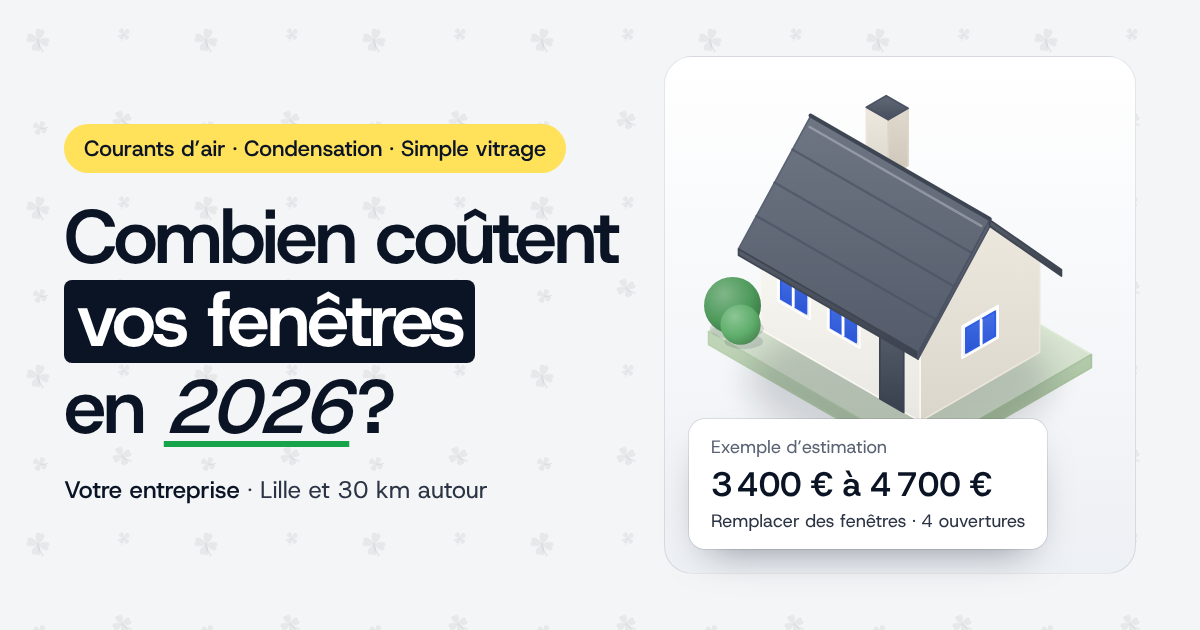 Courants d’air · Condensation · Simple vitrage
Combien coûtent
vos fenêtres
en 2026?
Votre entreprise · Lille et 30 km autour
Exemple d’estimation
3 400 € à 4 700 €
Remplacer des fenêtres · 4 ouvertures